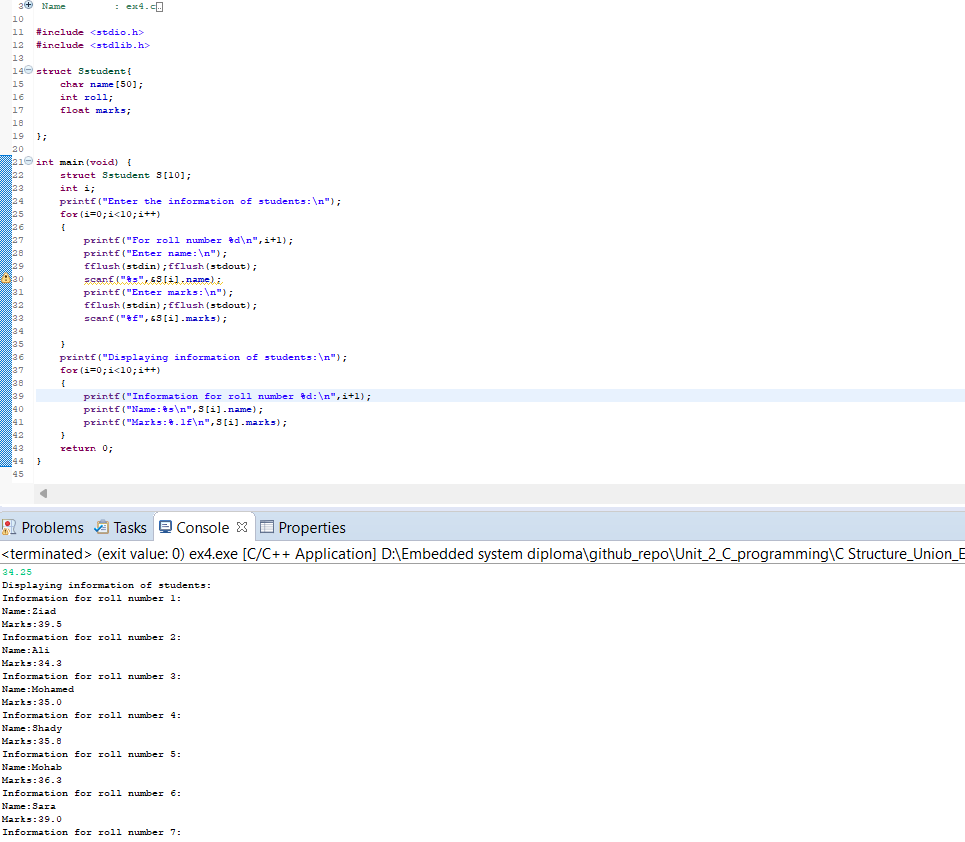 3 Name       : ex4.c
10
11 #include <stdio.h>
12 #include <stdlib.h>
13
14 struct Sstudent{
15     char name[50];
16     int roll;
17     float marks;
18
19 };
20
21 int main(void) {
22     struct Sstudent S[10];
23     int i;
24     printf("Enter the information of students:\n");
25     for(i=0;i<10;i++)
26     {
27         printf("For roll number %d\n",i+1);
28         printf("Enter name:\n");
29         fflush(stdin);fflush(stdout);
30         scanf("%s",&S[i].name);
31         printf("Enter marks:\n");
32         fflush(stdin);fflush(stdout);
33         scanf("%f",&S[i].marks);
34
35     }
36     printf("Displaying information of students:\n");
37     for(i=0;i<10;i++)
38     {
39         printf("Information for roll number %d:\n",i+1);
40         printf("Name:%s\n",S[i].name);
41         printf("Marks:%.1f\n",S[i].marks);
42     }
43     return 0;
44 }
45
Problems Tasks Console Properties
<terminated> (exit value: 0) ex4.exe [C/C++ Application] D:\Embedded system diploma\github_repo\Unit_2_C_programming\C Structure_Union_E
34.25
Displaying information of students:
Information for roll number 1:
Name:Ziad
Marks:39.5
Information for roll number 2:
Name:Ali
Marks:34.3
Information for roll number 3:
Name:Mohamed
Marks:35.0
Information for roll number 4:
Name:Shady
Marks:35.8
Information for roll number 5:
Name:Mohab
Marks:36.3
Information for roll number 6:
Name:Sara
Marks:39.0
Information for roll number 7: